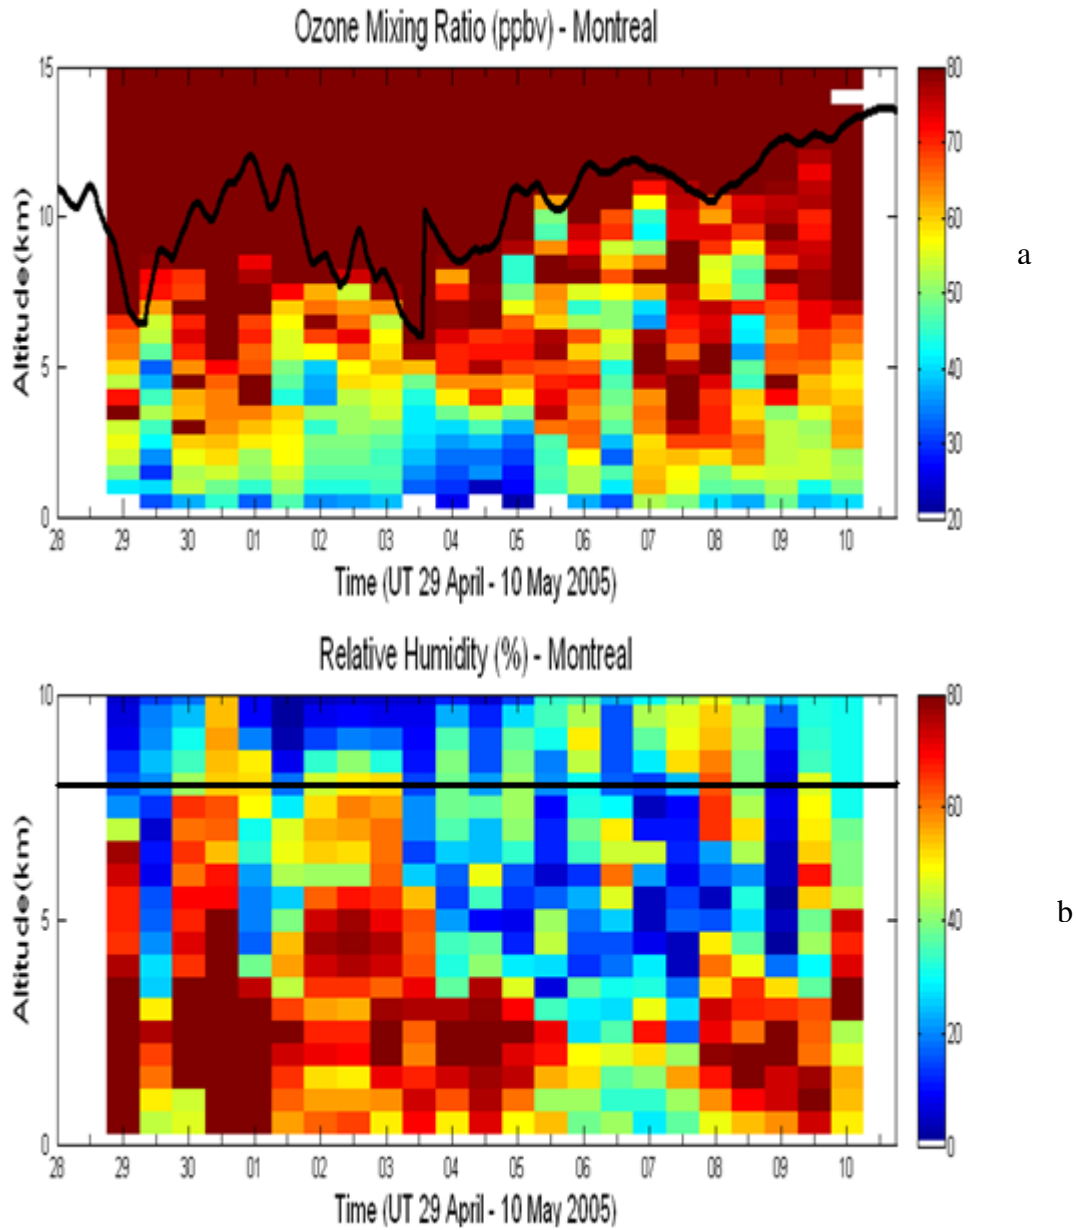 Ozone Mixing Ratio (ppbv) - Montreal
15
10
5
0
Altitude(km)
28 29 30 01 02 03 04 05 06 07 08 09 10
Time (UT 29 April - 10 May 2005)
80
70
60
50
40
30
20
a
Relative Humidity (%) - Montreal
10
5
0
Altitude(km)
28 29 30 01 02 03 04 05 06 07 08 09 10
Time (UT 29 April - 10 May 2005)
80
60
40
20
0
b